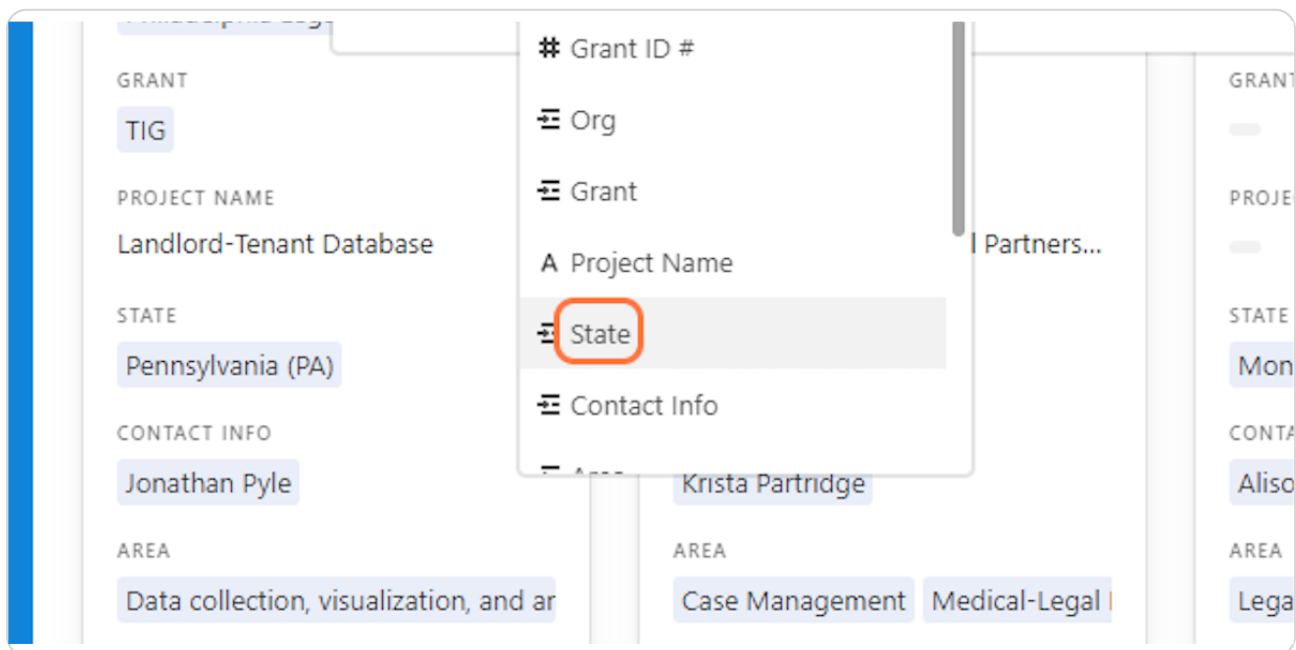 GRANT
TIG
PROJECT NAME
Landlord-Tenant Database
STATE
Pennsylvania (PA)
CONTACT INFO
Jonathan Pyle
AREA
Data collection, visualization, and ar
# Grant ID #
Org
Grant
A Project Name
State
Contact Info
Area
l Partners...
Krista Partridge
AREA
Case Management
Medical-Legal
GRANT
PROJE
STATE
Mon
CONTA
Aliso
AREA
Lega